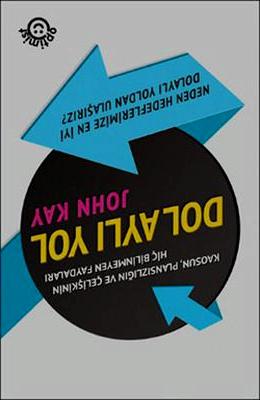 KAOSUN, PLANSIZLIĞIN VE ÇELİŞKİNİN
HİÇ BİLİNMEYEN FAYDALARI
DOLAYLI YOL
JOHN KAY
NEDEN HEDEFLERİMİZE EN İYİ
DOLAYLI YOLDAN ULAŞIRIZ?
optimist